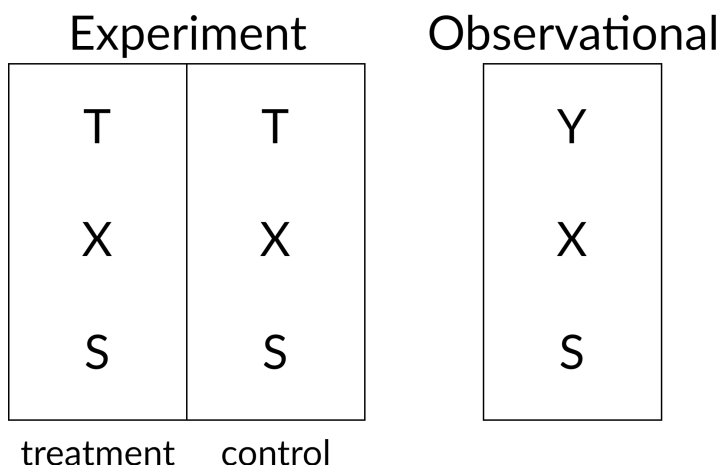 Experiment Observational
T T Y
X X X
S S S
treatment control